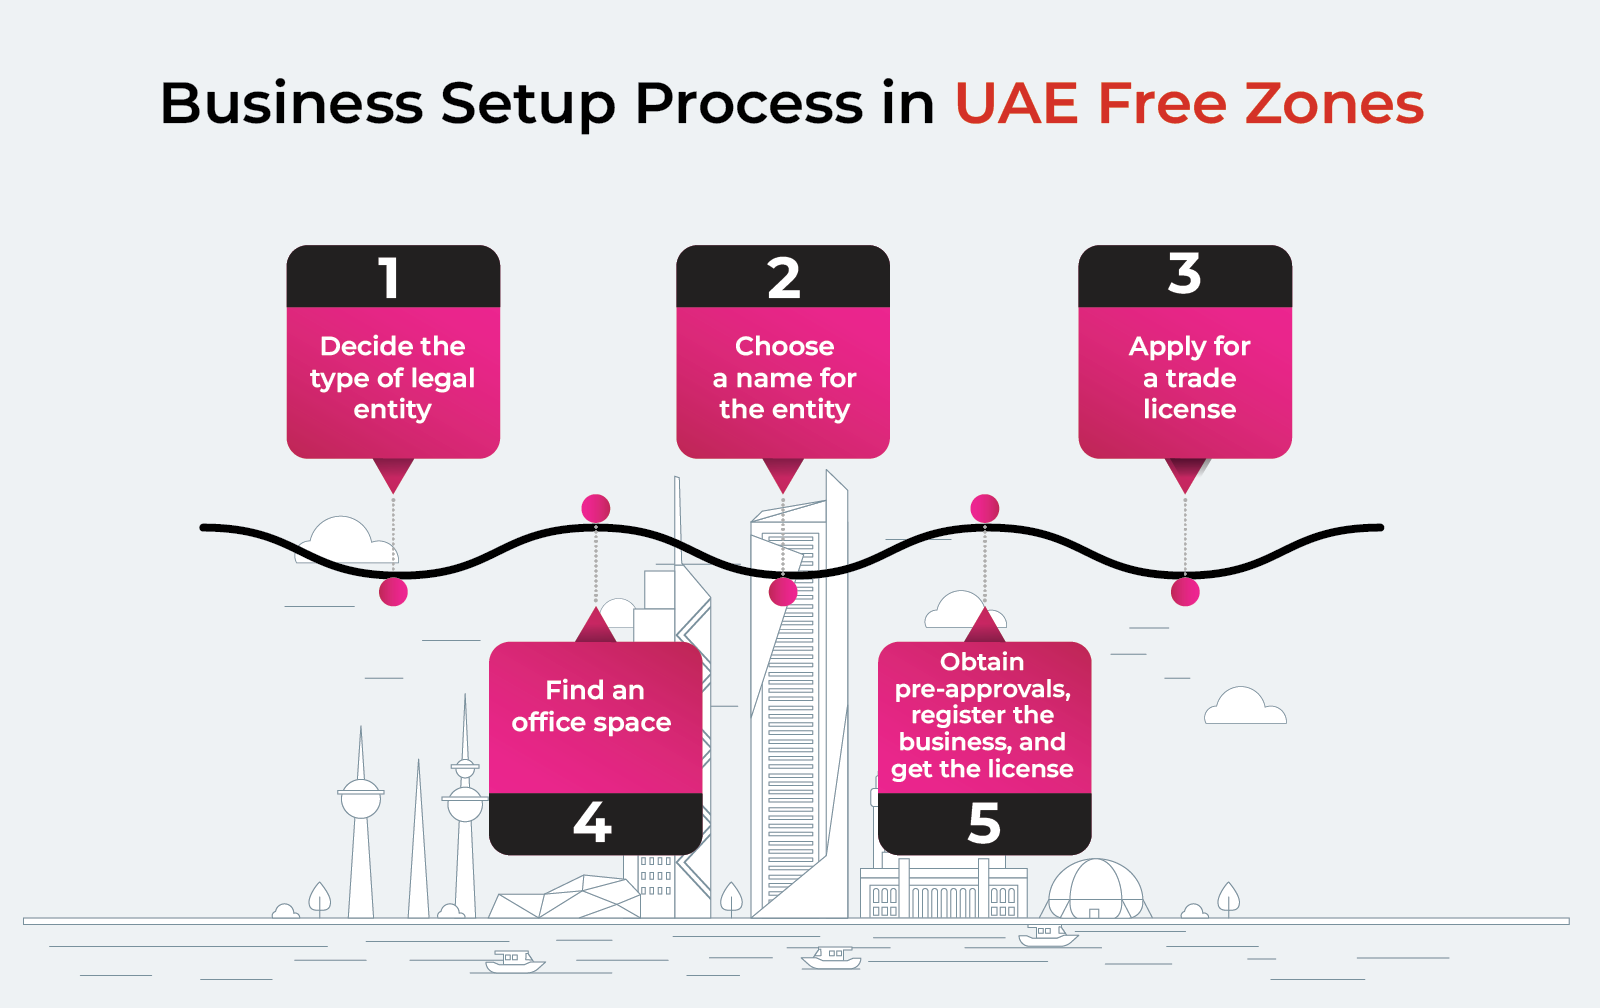 Business Setup Process in UAE Free Zones
1
Decide the
type of legal
entity
2
Choose
a name for
the entity
3
Apply for
a trade
license
Find an
office space
4
Obtain
pre-approvals,
register the
business, and
get the license
5